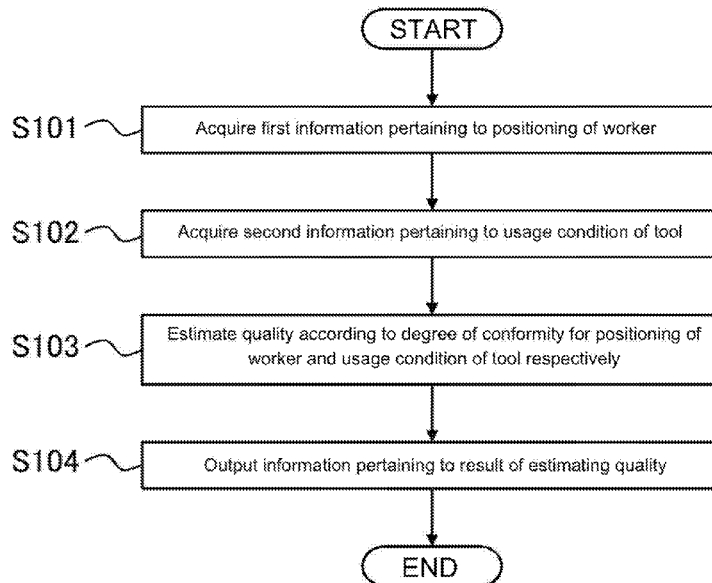 START
S101
Acquire first information pertaining to positioning of worker
S102
Acquire second information pertaining to usage condition of tool
S103
Estimate quality according to degree of conformity for positioning of
worker and usage condition of tool respectively
S104
Output information pertaining to result of estimating quality
END